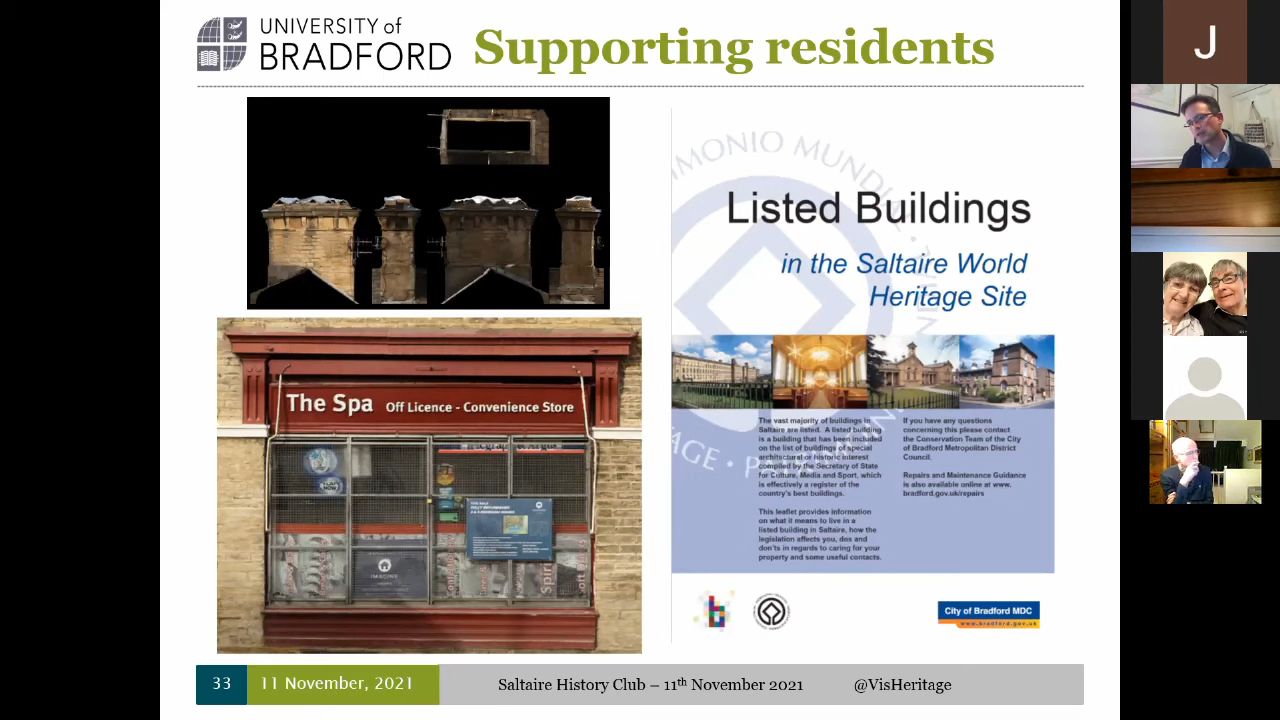 UNIVERSITY of
BRADFORD
Supporting residents
MONIO MUNDI
Listed Buildings
in the Saltaire World
Heritage Site
The Spa Off Licence - Convenience Store
The vast majority of buildings in
Saltaire are listed. A listed building
is a building that has been included
on the list of buildings of special
architectural or historic interest
compiled by the Secretary of State
for Culture, Media and Sport, which
is effectively a register of the
country's best buildings.
This leaflet provides information
on what it means to live in a
listed building in Saltaire, how the
legislation affects you, dos and
don'ts in regards to caring for your
property and some useful contacts.
If you have any questions
concerning this please contact
the Conservation Team of the City
of Bradford Metropolitan District
Council.
Repairs and Maintenance Guidance
is also available online at www.
bradford.gov.uk/repairs
City of Bradford MDC
www.bradford.gov.uk
33
11 November, 2021
Saltaire History Club – 11th November 2021
@VisHeritage
J